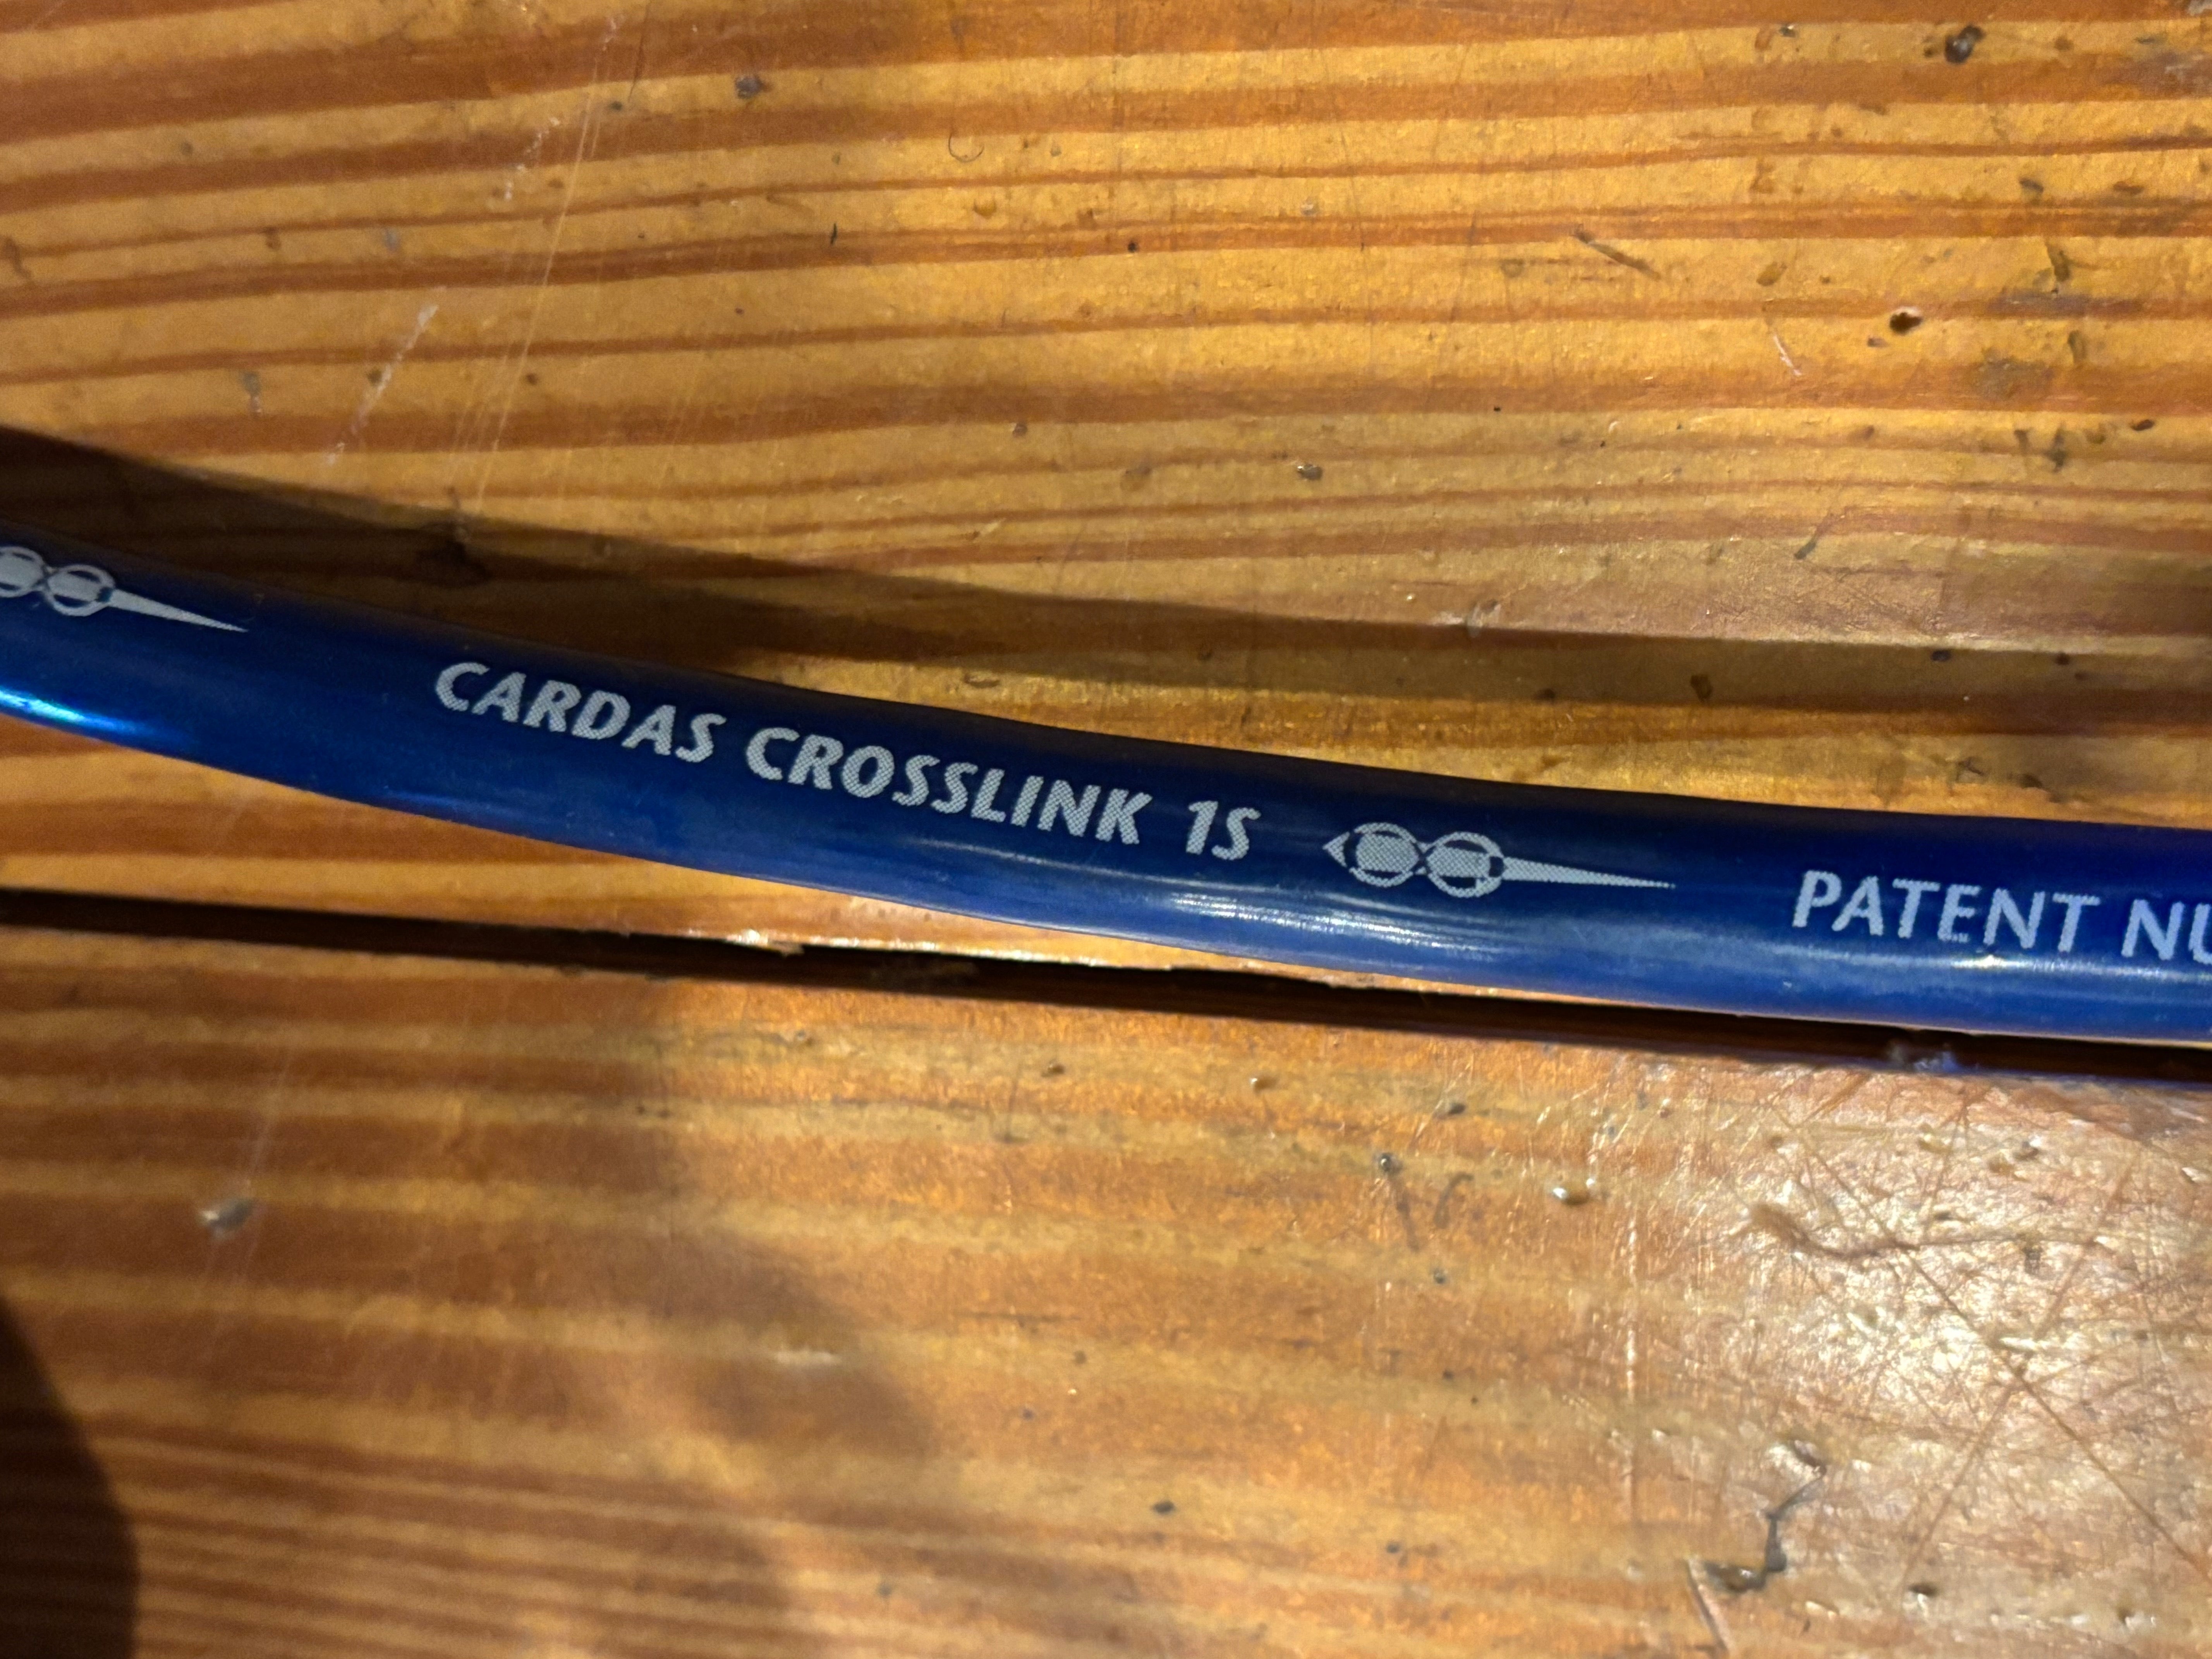 CARDAS CROSSLINK 1S PATENT NU